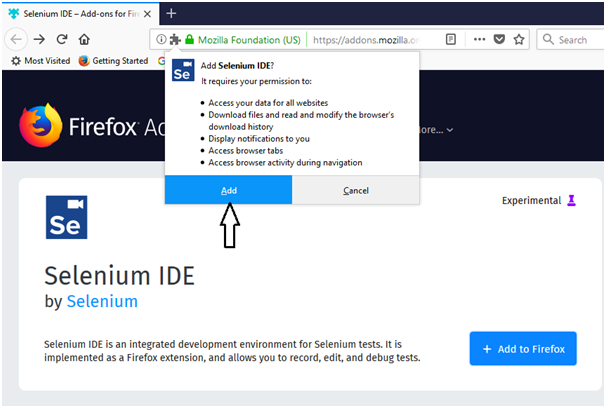 Selenium IDE – Add-ons for Fir
Mozilla Foundation (US)
https://addons.mozilla.o
Search
Most Visited
Getting Started
Add Selenium IDE?
It requires your permission to:
Access your data for all websites
Download files and read and modify the browser's
download history
Display notifications to you
Access browser tabs
Access browser activity during navigation
Add
Cancel
Firefox Ad
ore...
Se
Se
Experimental
Selenium IDE
by Selenium
Selenium IDE is an integrated development environment for Selenium tests. It is
implemented as a Firefox extension, and allows you to record, edit, and debug tests.
+ Add to Firefox